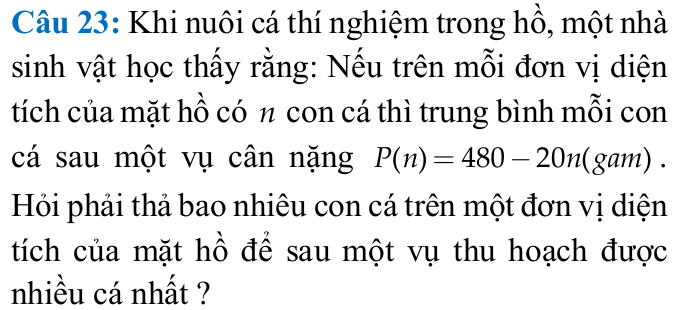 Câu 23: Khi nuôi cá thí nghiệm trong hồ, một nhà
sinh vật học thấy rằng: Nếu trên mỗi đơn vị diện
tích của mặt hồ có n con cá thì trung bình mỗi con
cá sau một vụ cân nặng P(n) = 480 − 20n(gam) .
Hỏi phải thả bao nhiêu con cá trên một đơn vị diện
tích của mặt hồ để sau một vụ thu hoạch được
nhiều cá nhất ?